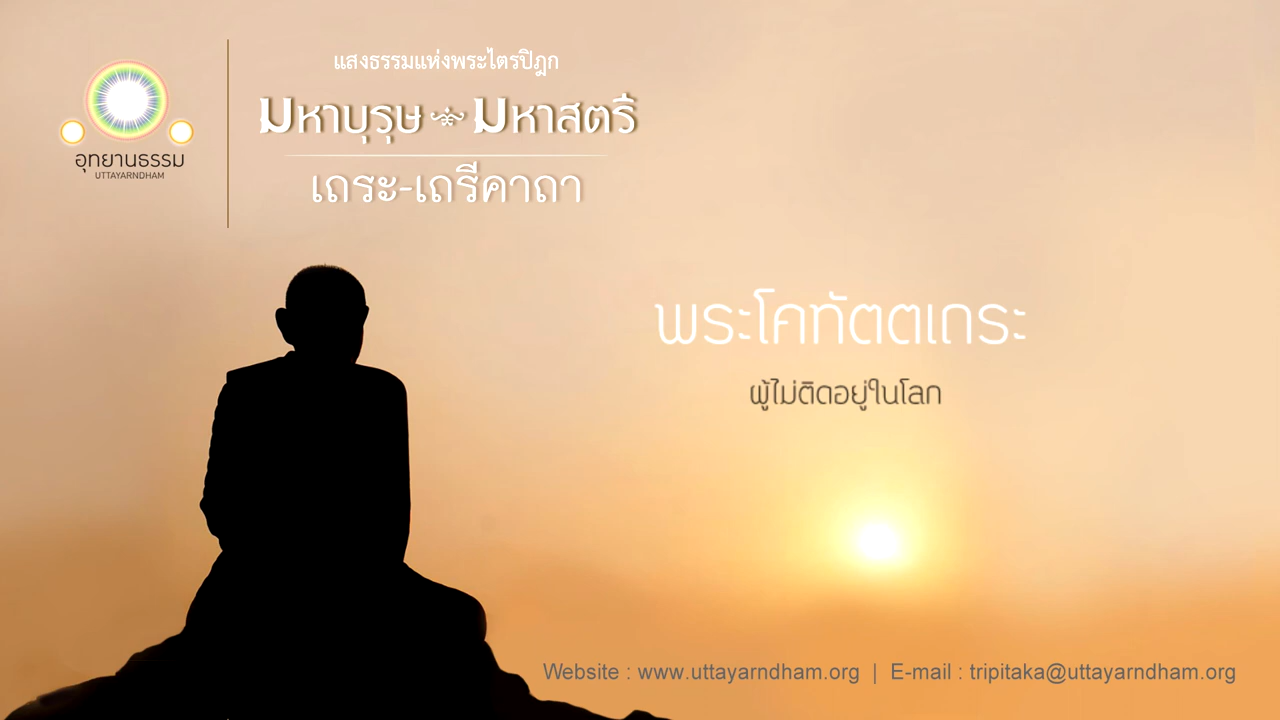 อุทยานธรรม
UTTAYARNDHAM
แสงธรรมแห่งพระไตรปิฎก
มหาบุรุษ มหาสตรี
เถระ-เถรีคาถา
พระโคทัตตเถระ
ผู้ไม่ติดอยู่ในโลก
Website : www.uttayarndham.org | E-mail : tripitaka@uttayarndham.org